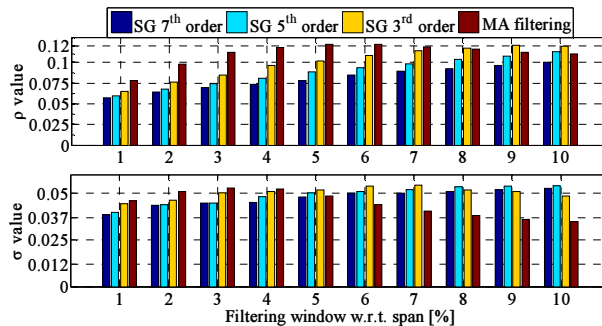 SG 7th order SG 5th order SG 3rd order MA filtering
ρ value
0.12
0.1
0.075
0.05
0.025
0
1 2 3 4 5 6 7 8 9 10
σ value
0.05
0.037
0.025
0.012
0
1 2 3 4 5 6 7 8 9 10
Filtering window w.r.t. span [%]